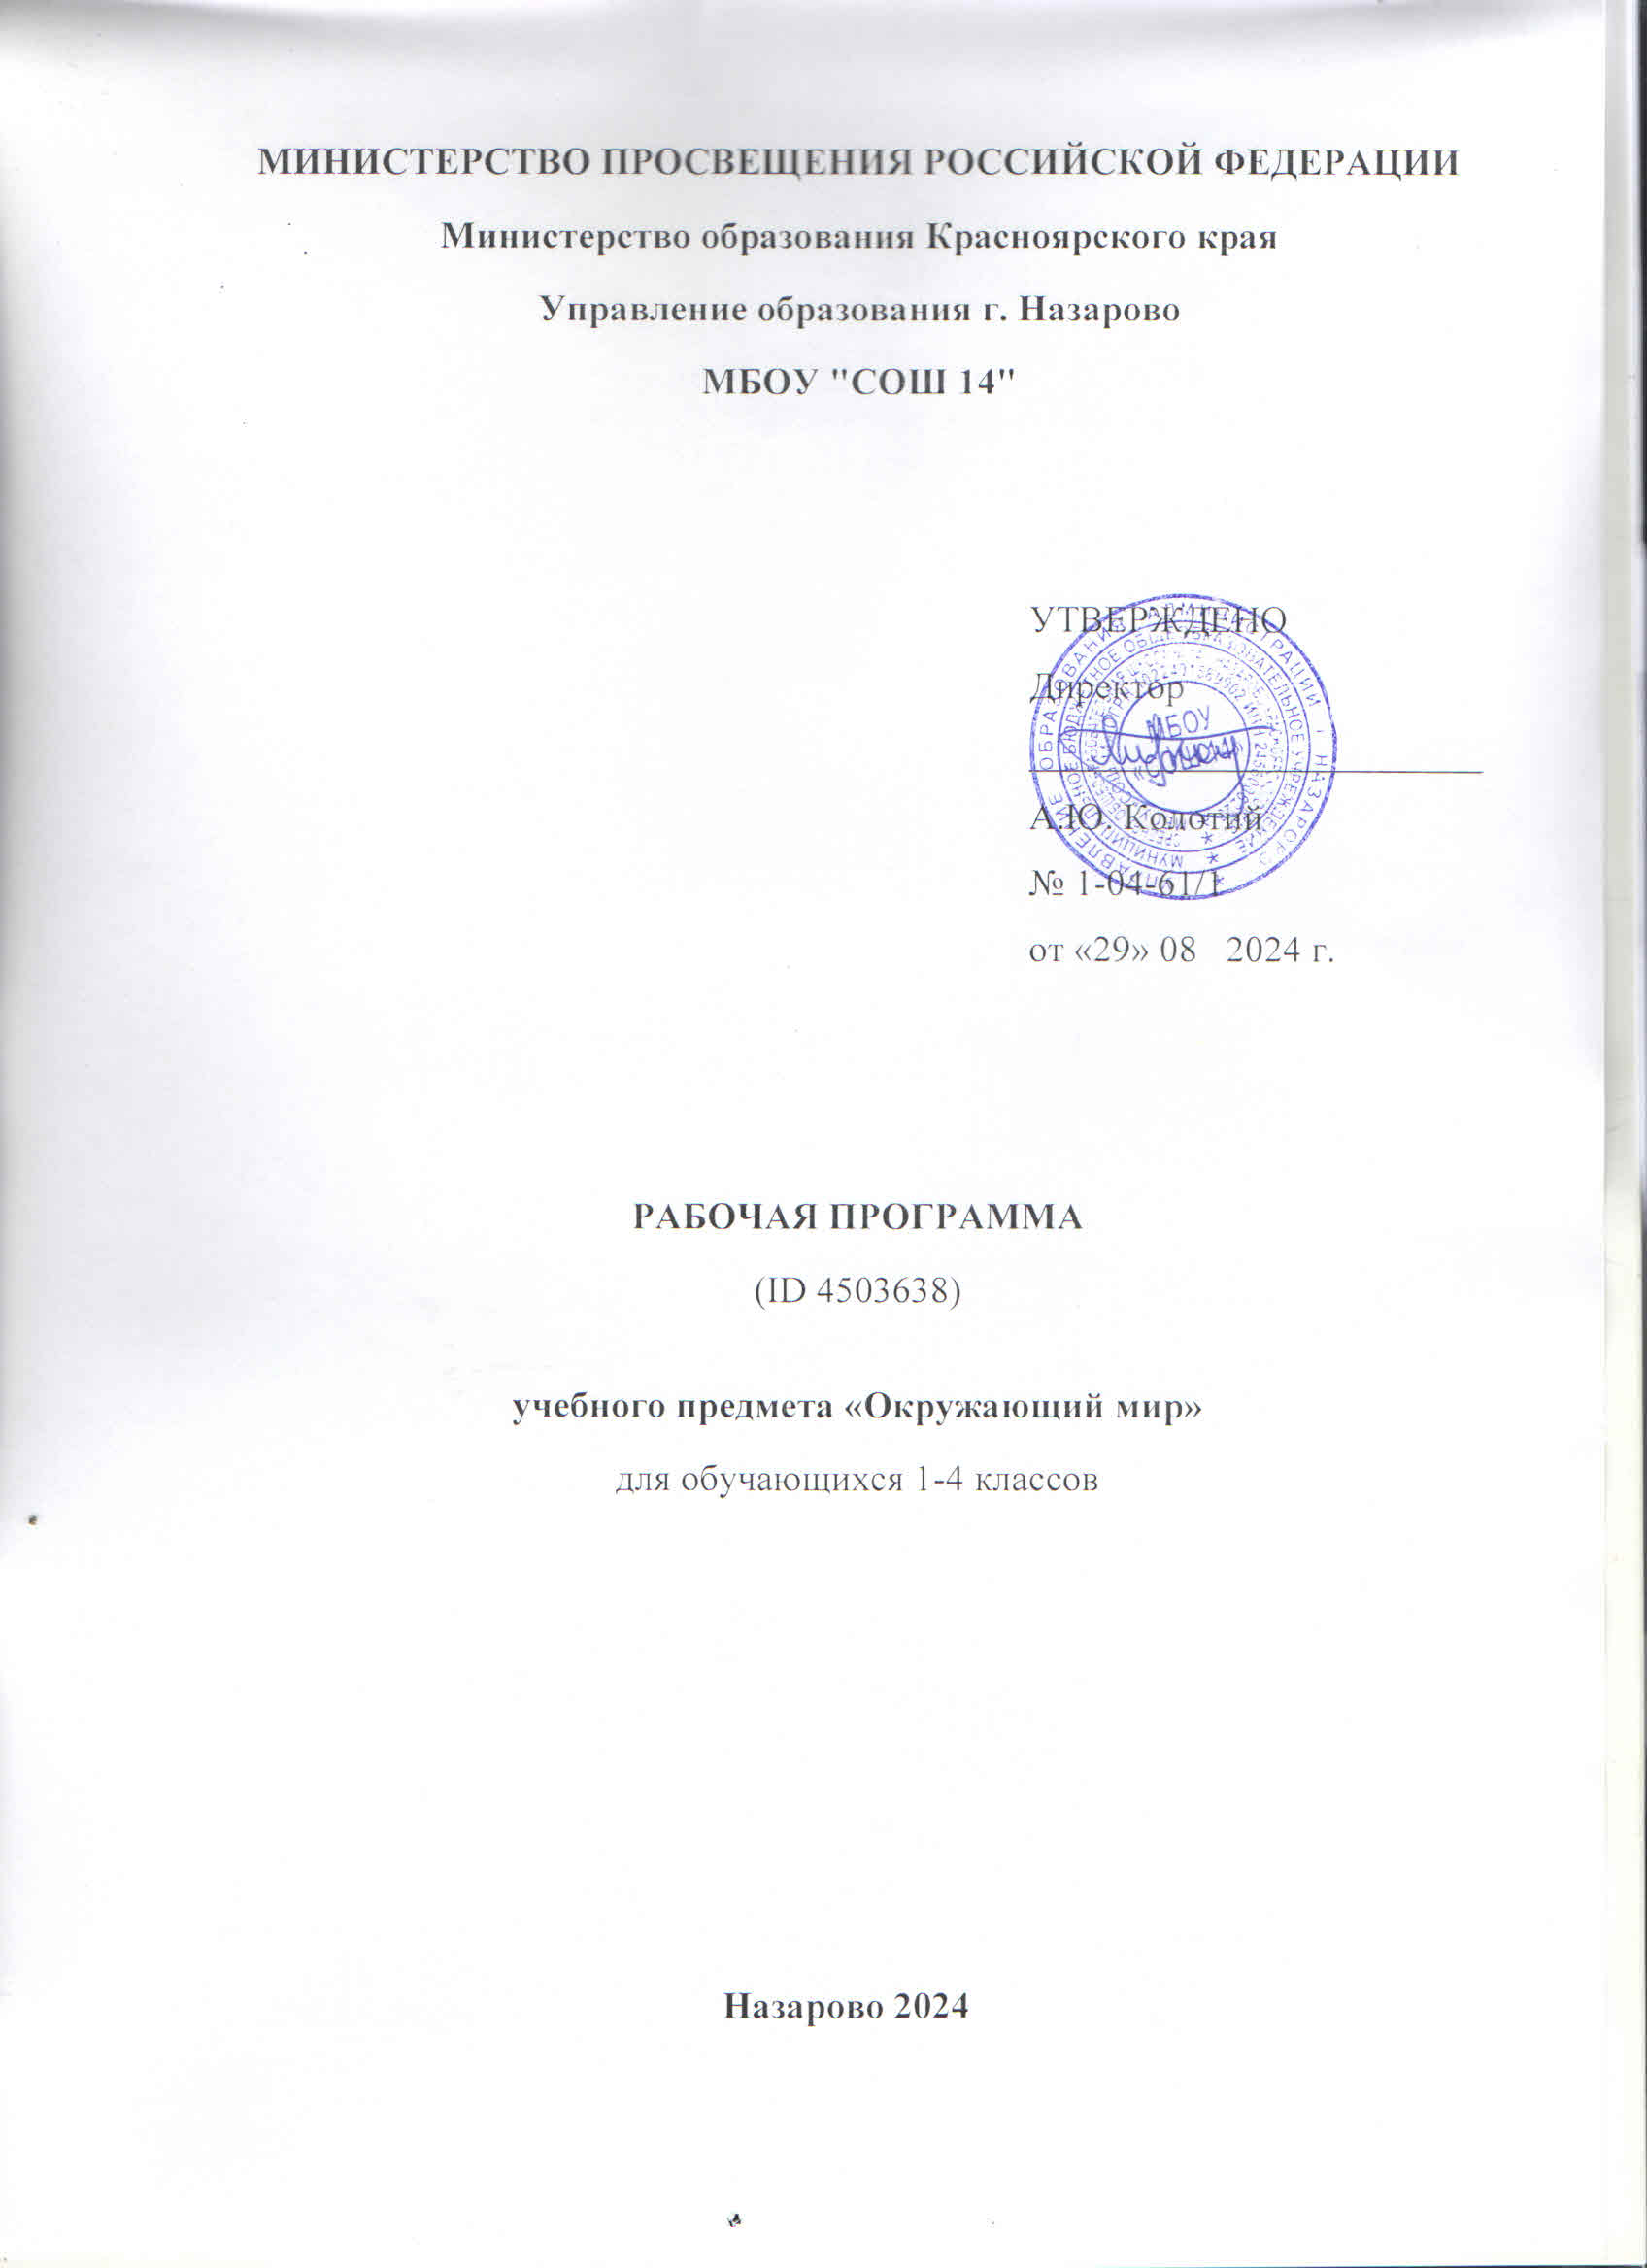 МИНИСТЕРСТВО ПРОСВЕЩЕНИЯ РОССИЙСКОЙ ФЕДЕРАЦИИ
Министерство образования Красноярского края
Управление образования г. Назарово
МБОУ "СОШ 14"
УТВЕРЖДЕНО
Директор
МБОУ
А.Ю. Колотий
№ 1-04-61/1
от «29» 08 2024 г.
РАБОЧАЯ ПРОГРАММА
(ID 4503638)
учебного предмета «Окружающий мир»
для обучающихся 1-4 классов
Назарово 2024